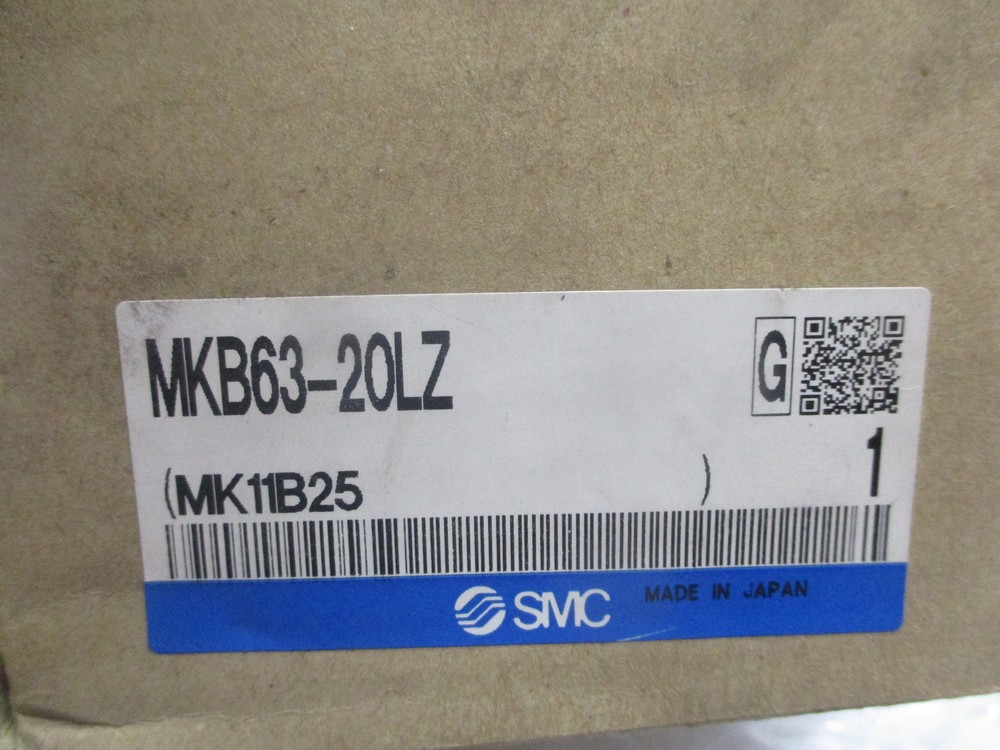 MKB63-20LZ
G
1
(MK11B25 )
SMC MADE IN JAPAN